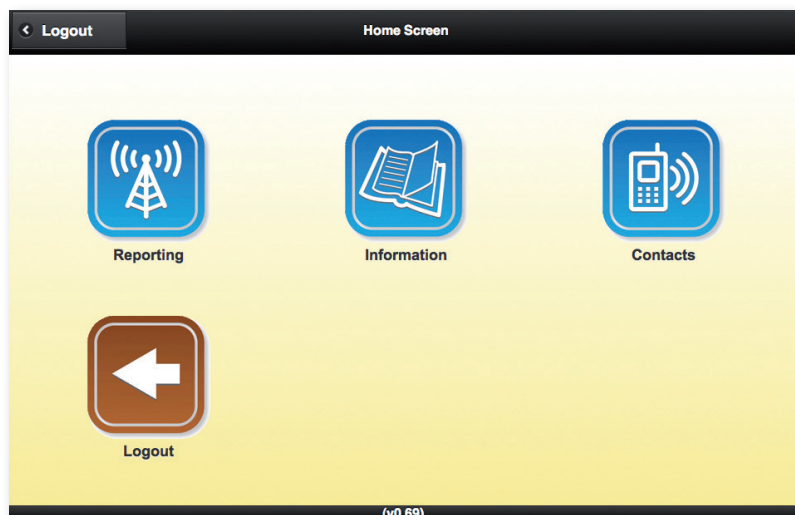 Logout
Home Screen
Reporting
Information
Contacts
Logout
(v0.69)